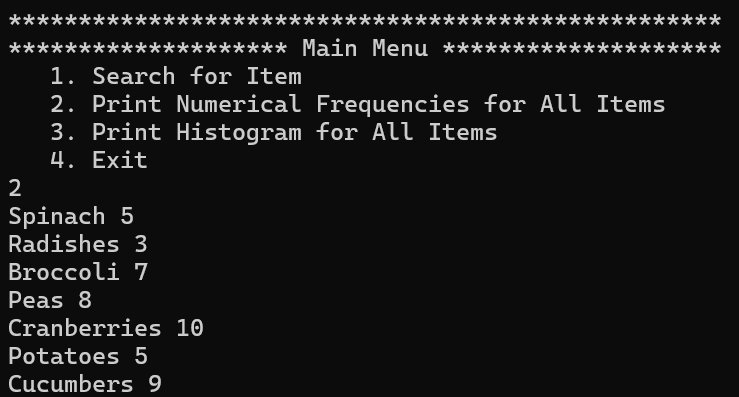 ***************************************************
******************** Main Menu ********************
   1. Search for Item
   2. Print Numerical Frequencies for All Items
   3. Print Histogram for All Items
   4. Exit
2
Spinach 5
Radishes 3
Broccoli 7
Peas 8
Cranberries 10
Potatoes 5
Cucumbers 9